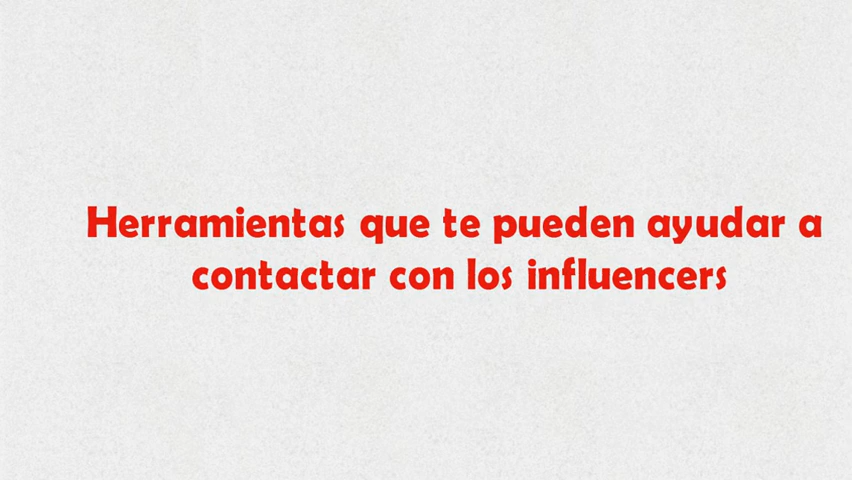 Herramientas que te pueden ayudar a
contactar con los influencers